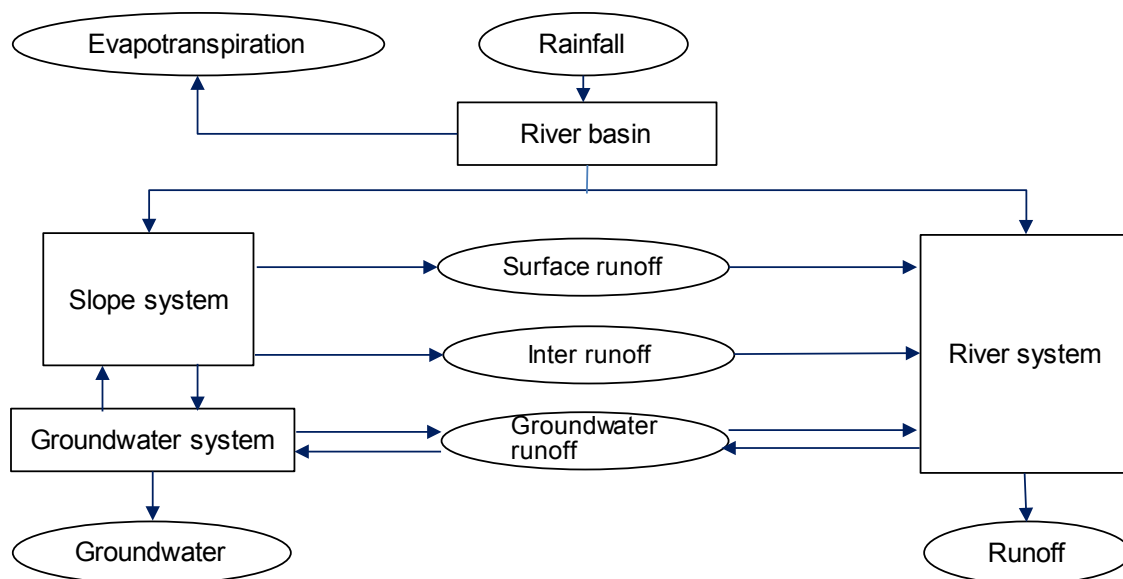 Evapotranspiration
Rainfall
River basin
Slope system
Surface runoff
Inter runoff
River system
Groundwater system
Groundwater
runoff
Groundwater
Runoff